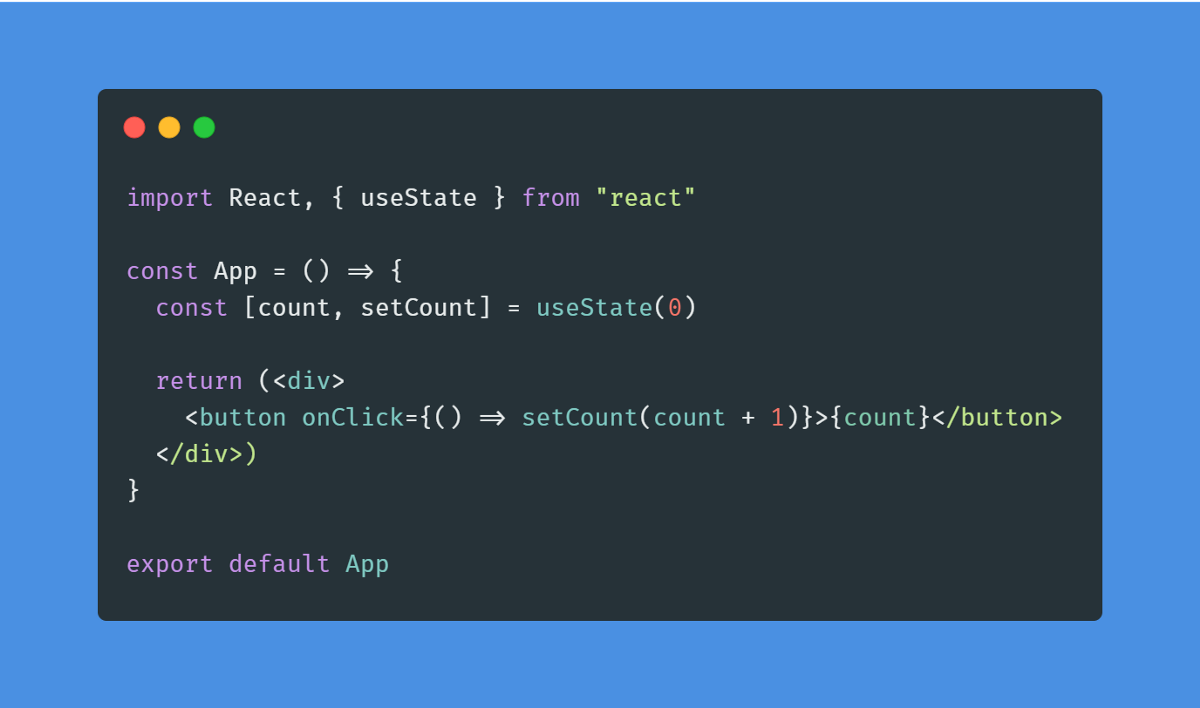 import React, { useState } from "react"
const App = () => {
  const [count, setCount] = useState(0)
  return (<div>
    <button onClick={() => setCount(count + 1)}>{count}</button>
  </div>)
}
export default App